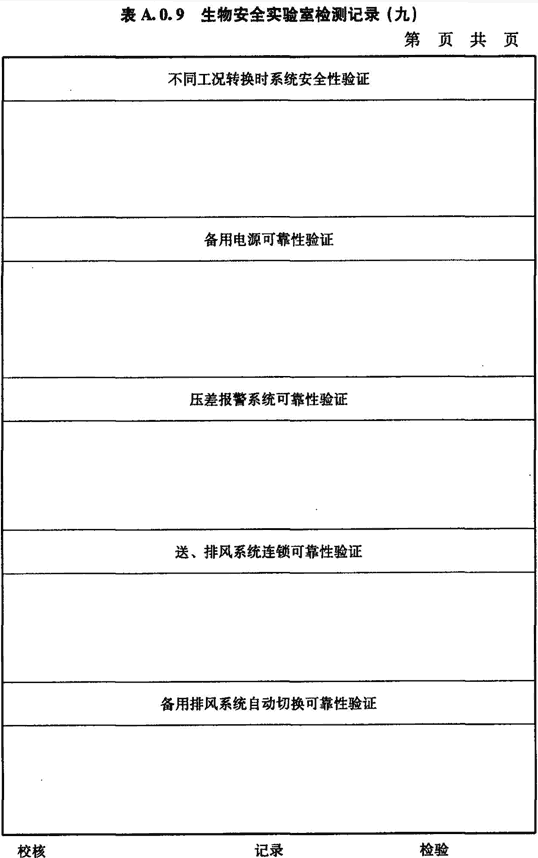 表 A.0.9 生物安全实验室检测记录(九)
第 页 共 页
不同工况转换时系统安全性验证
备用电源可靠性验证
压差报警系统可靠性验证
送、排风系统连锁可靠性验证
备用排风系统自动切换可靠性验证
校核 记录 检验